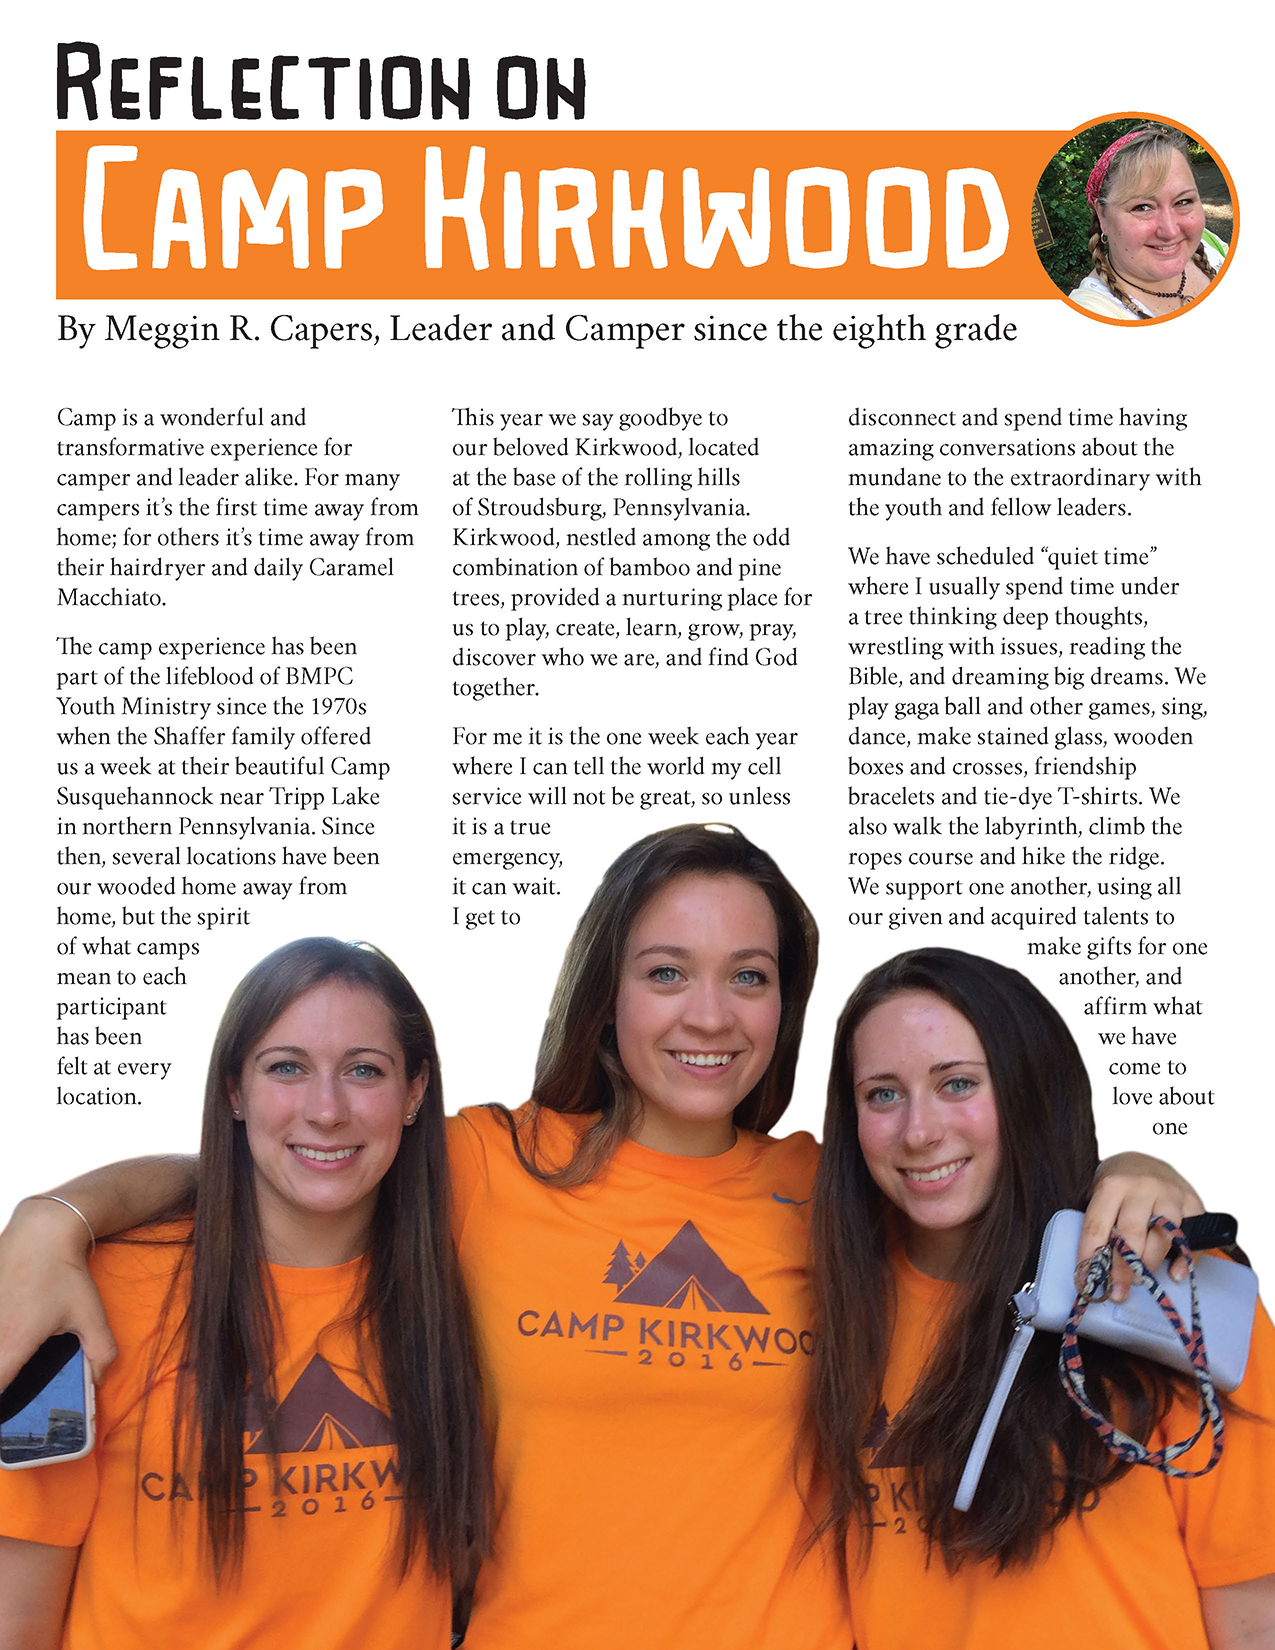 Reflection on
Camp Kirkwood
By Meggin R. Capers, Leader and Camper since the eighth grade
Camp is a wonderful and
transformative experience for
camper and leader alike. For many
campers it’s the first time away from
home; for others it’s time away from
their hairdryer and daily Caramel
Macchiato.
The camp experience has been
part of the lifeblood of BMPC
Youth Ministry since the 1970s
when the Shaffer family offered
us a week at their beautiful Camp
Susquehannock near Tripp Lake
in northern Pennsylvania. Since
then, several locations have been
our wooded home away from
home, but the spirit
of what camps
mean to each
participant
has been
felt at every
location.
This year we say goodbye to
our beloved Kirkwood, located
at the base of the rolling hills
of Stroudsburg, Pennsylvania.
Kirkwood, nestled among the odd
combination of bamboo and pine
trees, provided a nurturing place for
us to play, create, learn, grow, pray,
discover who we are, and find God
together.
For me it is the one week each year
where I can tell the world my cell
service will not be great, so unless
it is a true
emergency,
it can wait.
I get to
disconnect and spend time having
amazing conversations about the
mundane to the extraordinary with
the youth and fellow leaders.
We have scheduled “quiet time”
where I usually spend time under
a tree thinking deep thoughts,
wrestling with issues, reading the
Bible, and dreaming big dreams. We
play gaga ball and other games, sing,
dance, make stained glass, wooden
boxes and crosses, friendship
bracelets and tie-dye T-shirts. We
also walk the labyrinth, climb the
ropes course and hike the ridge.
We support one another, using all
our given and acquired talents to
make gifts for one
another, and
affirm what
we have
come to
love about
one
CAMP KIRKW
2016
CAMP KIRKWOO
2016
P KI OD
20